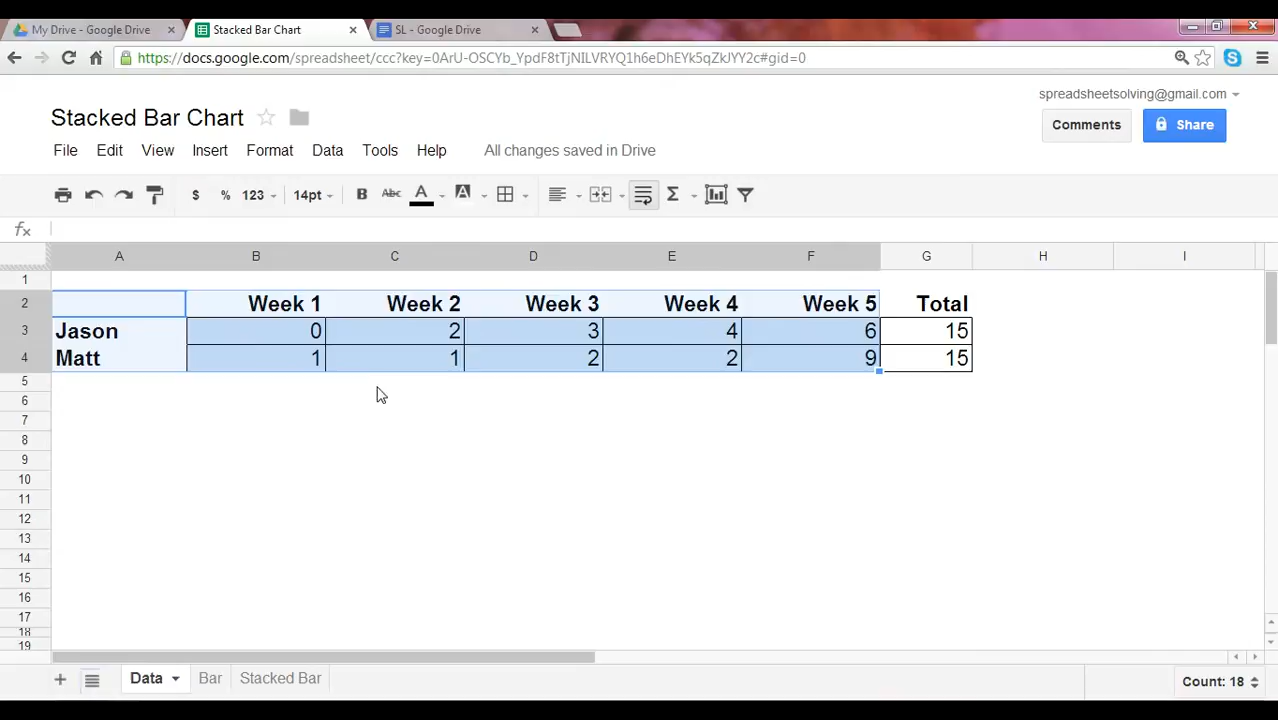 My Drive - Google Drive Stacked Bar Chart SL - Google Drive
https://docs.google.com/spreadsheet/ccc?key=0ArU-OSCYb_YpdF8tTjNILVRYQ1h6eDhEYk5qZkJYY2c#gid=0
spreadsheetsolving@gmail.com
Stacked Bar Chart
Comments Share
File Edit View Insert Format Data Tools Help All changes saved in Drive
$ % 123 14pt B Abc A A Σ
fx
A B C D E F G H I
1
2 Week 1 Week 2 Week 3 Week 4 Week 5 Total
3 Jason 0 2 3 4 6 15
4 Matt 1 1 2 2 9 15
5
6
7
8
9
10
11
12
13
14
15
16
17
18
19
+ Data Bar Stacked Bar Count: 18